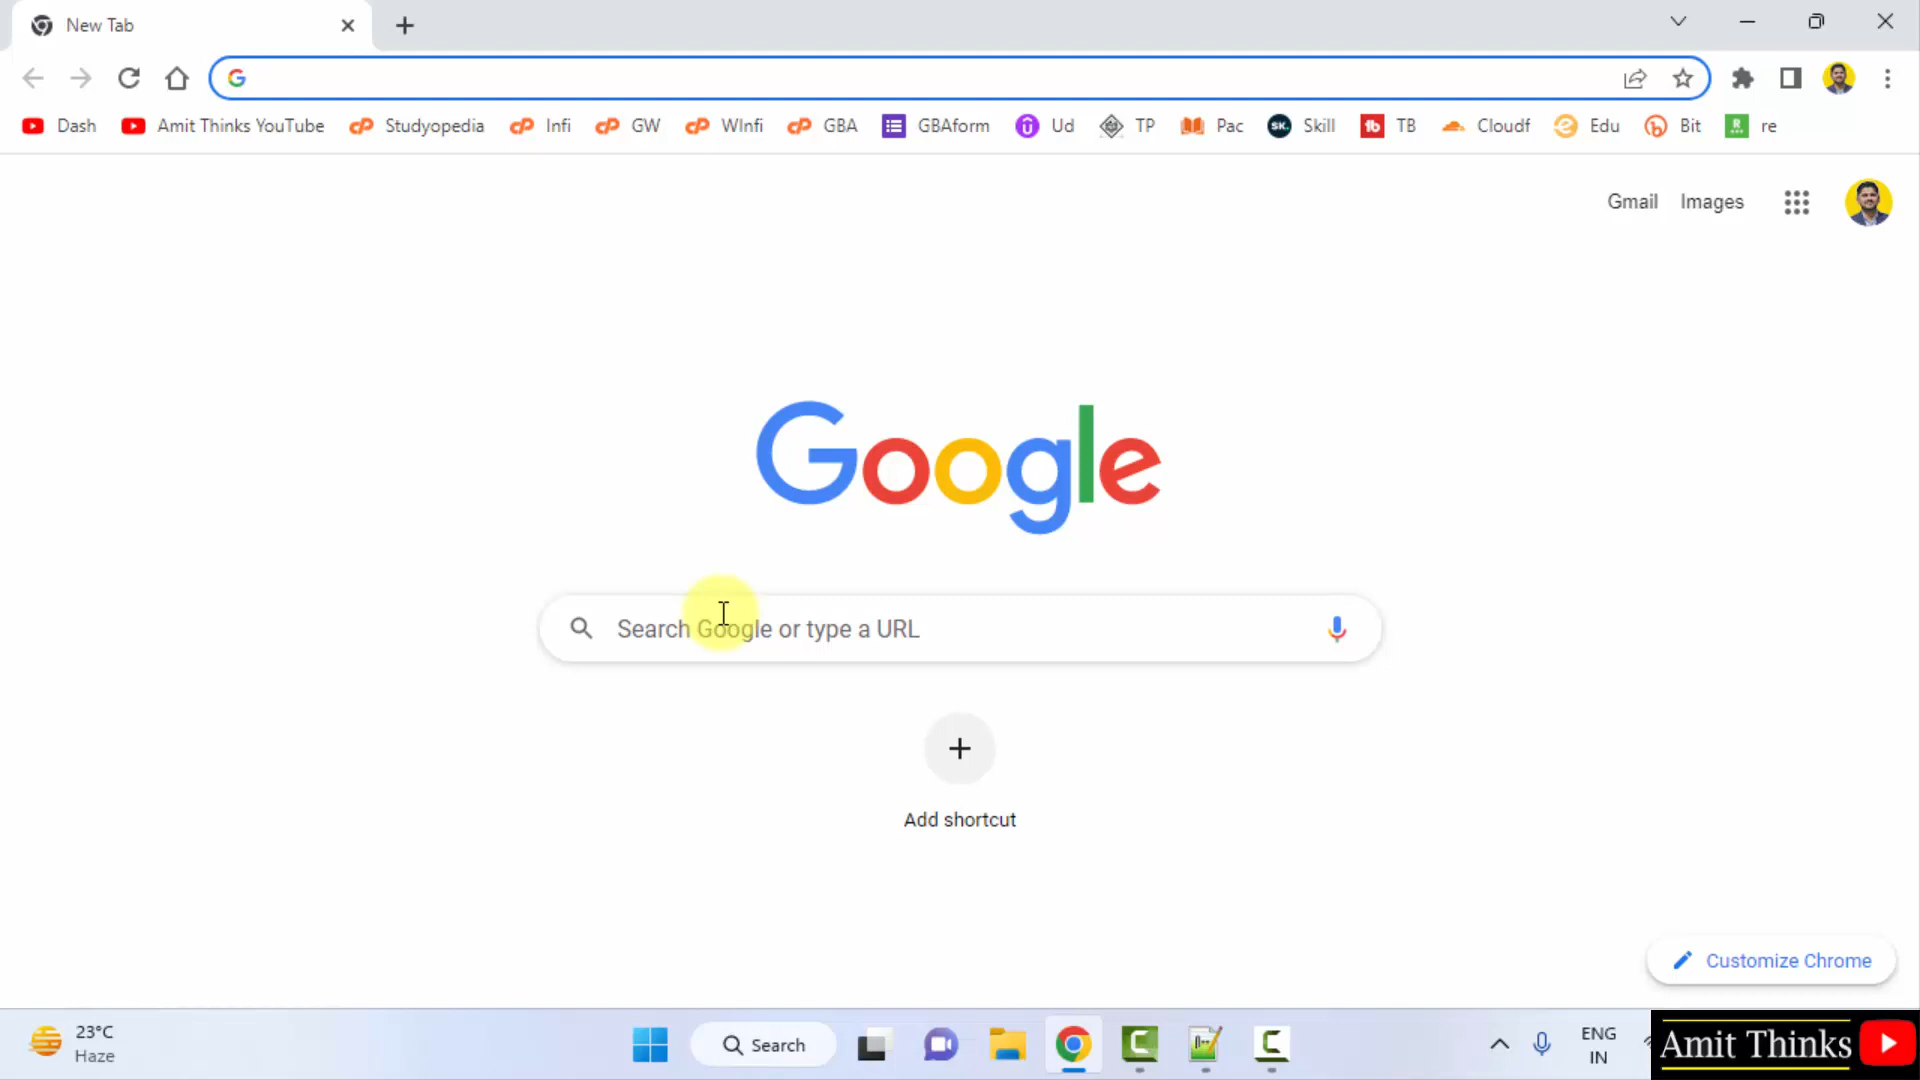 New Tab
Dash Amit Thinks YouTube Studyopedia Infi GW WInfi GBA GBAform Ud TP Pac SK. Skill TB Cloudf Edu Bit re
Gmail Images
Google
Search Google or type a URL
Add shortcut
Customize Chrome
23°C
Haze
Search
ENG
IN
Amit Thinks